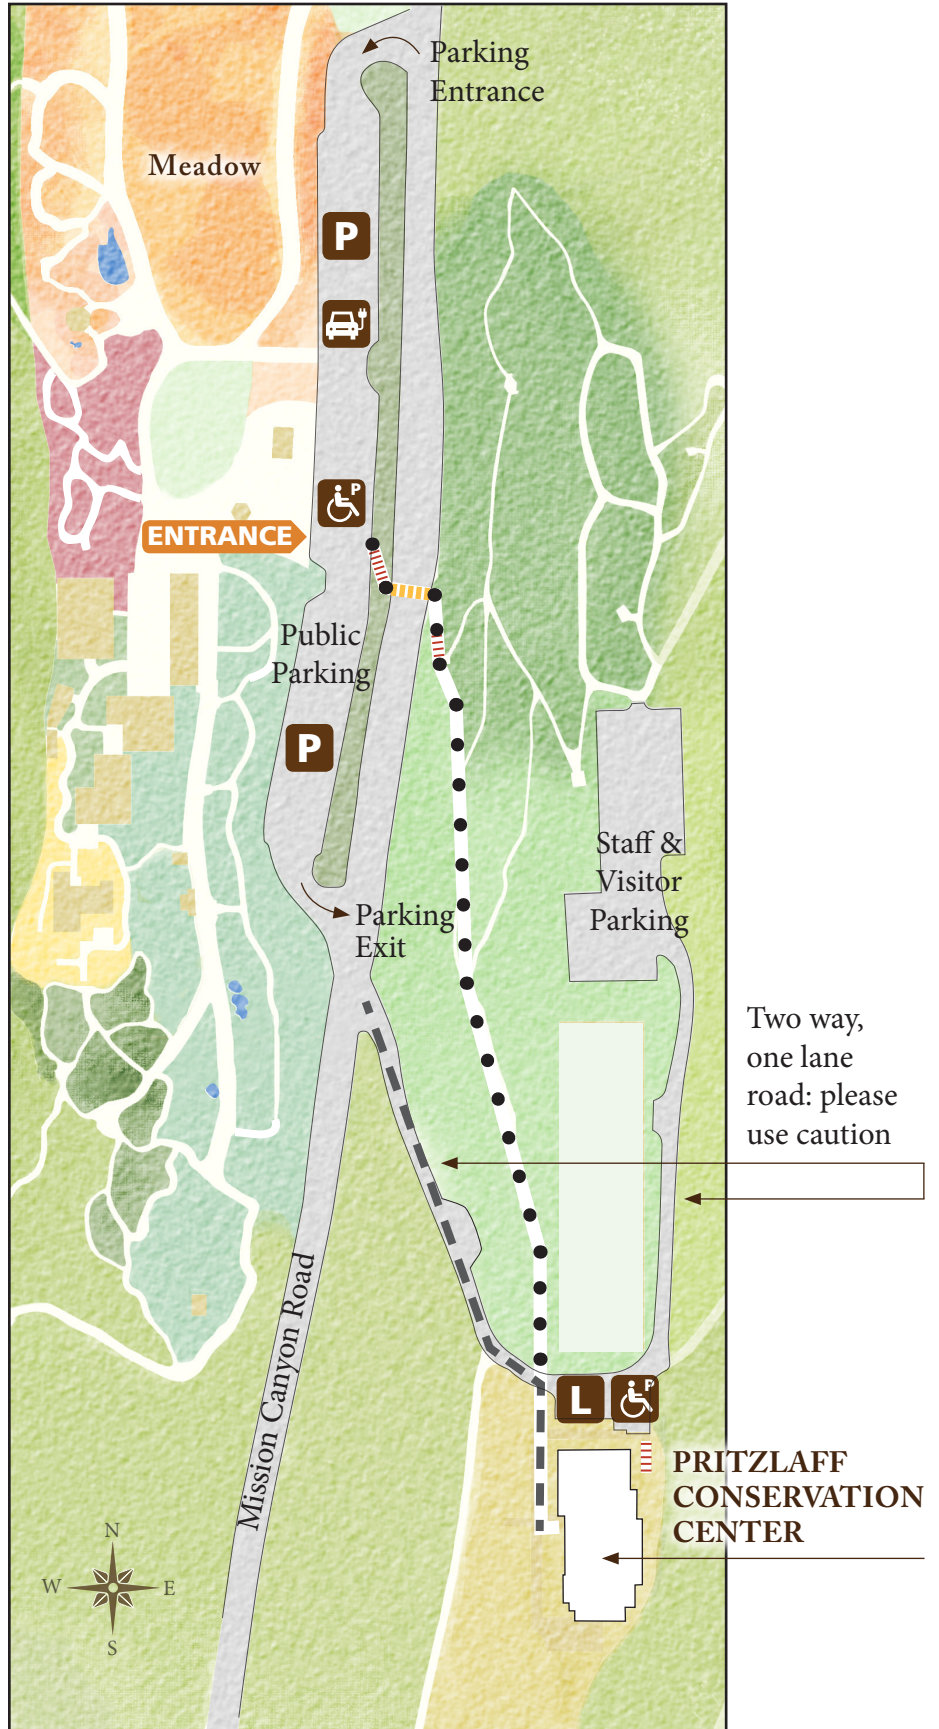 Parking
Entrance
Meadow
P
P
ENTRANCE
Public
Parking
P
Staff &
Visitor
Parking
Parking
Exit
Two way,
one lane
road: please
use caution
Mission Canyon Road
L
P
PRITZLAFF
CONSERVATION
CENTER
N
W
E
S